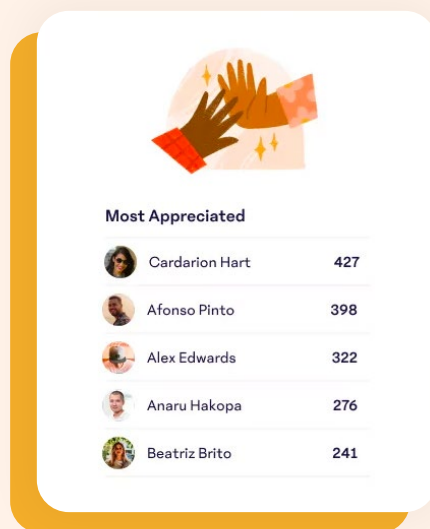 Most Appreciated
Cardarion Hart 427
Afonso Pinto 398
Alex Edwards 322
Anaru Hakopa 276
Beatriz Brito 241